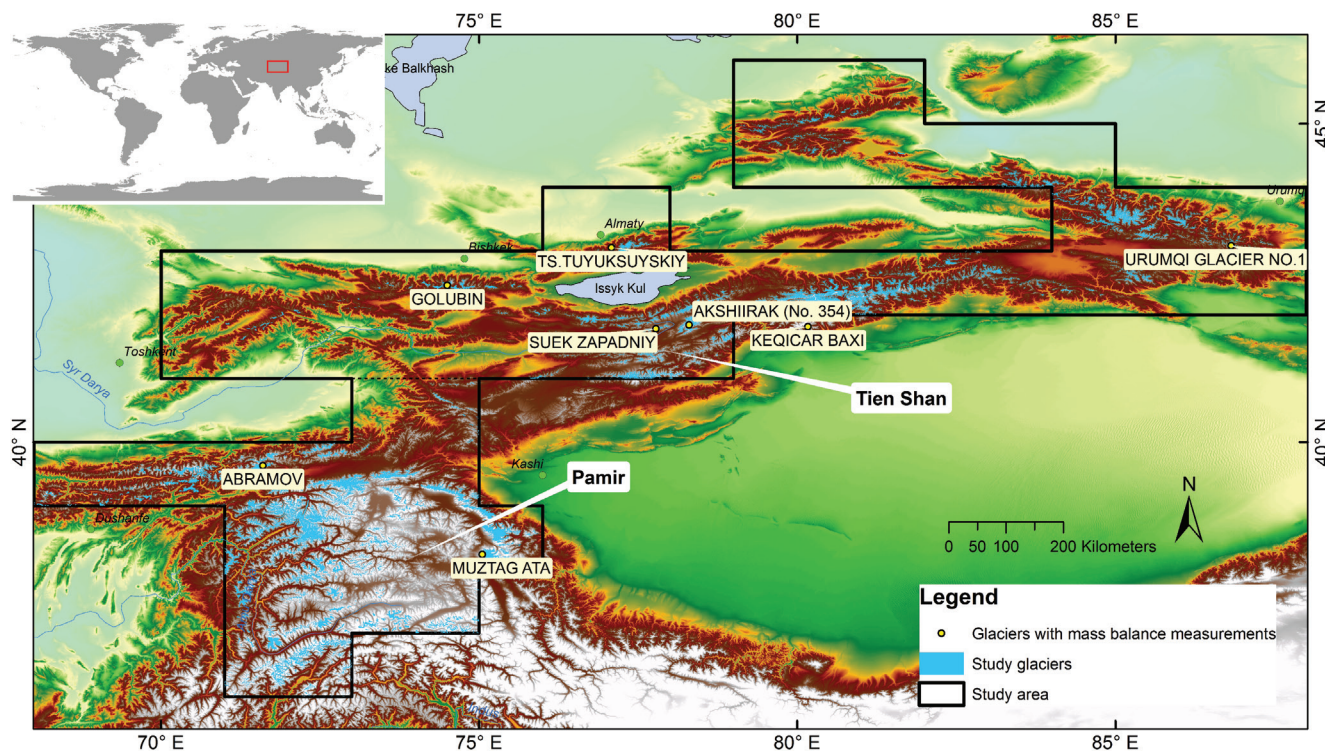 75° E
80° E
85° E
ke Balkhash
45° N
Almaty
Urumq
Bishkek
TS.TUYUKSUYSKIY
URUMQI GLACIER NO.1
Issyk Kul
GOLUBIN
AKSHIIRAK (No. 354)
SUEK ZAPADNIY
KEQICAR BAXI
Toshkent
Syr Darya
Tien Shan
40° N
40° N
Kashi
ABRAMOV
Pamir
N
Dushanbe
0 50 100 200 Kilometers
MUZTAG ATA
Legend
Glaciers with mass balance measurements
Study glaciers
Study area
70° E
75° E
80° E
85° E